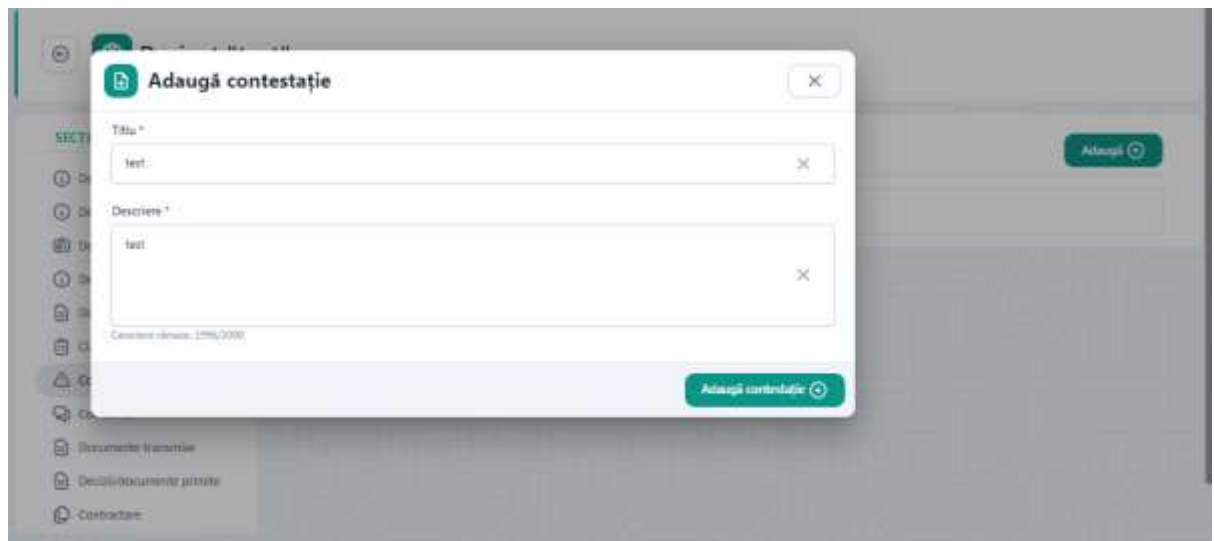 Adaugă contestație
Titlu *
test
Descriere *
test
Caractere rămase: 1996/2000
Adaugă contestație
SECTI
Adaugă
Documente transmise
Decizii/documente primite
Contractare